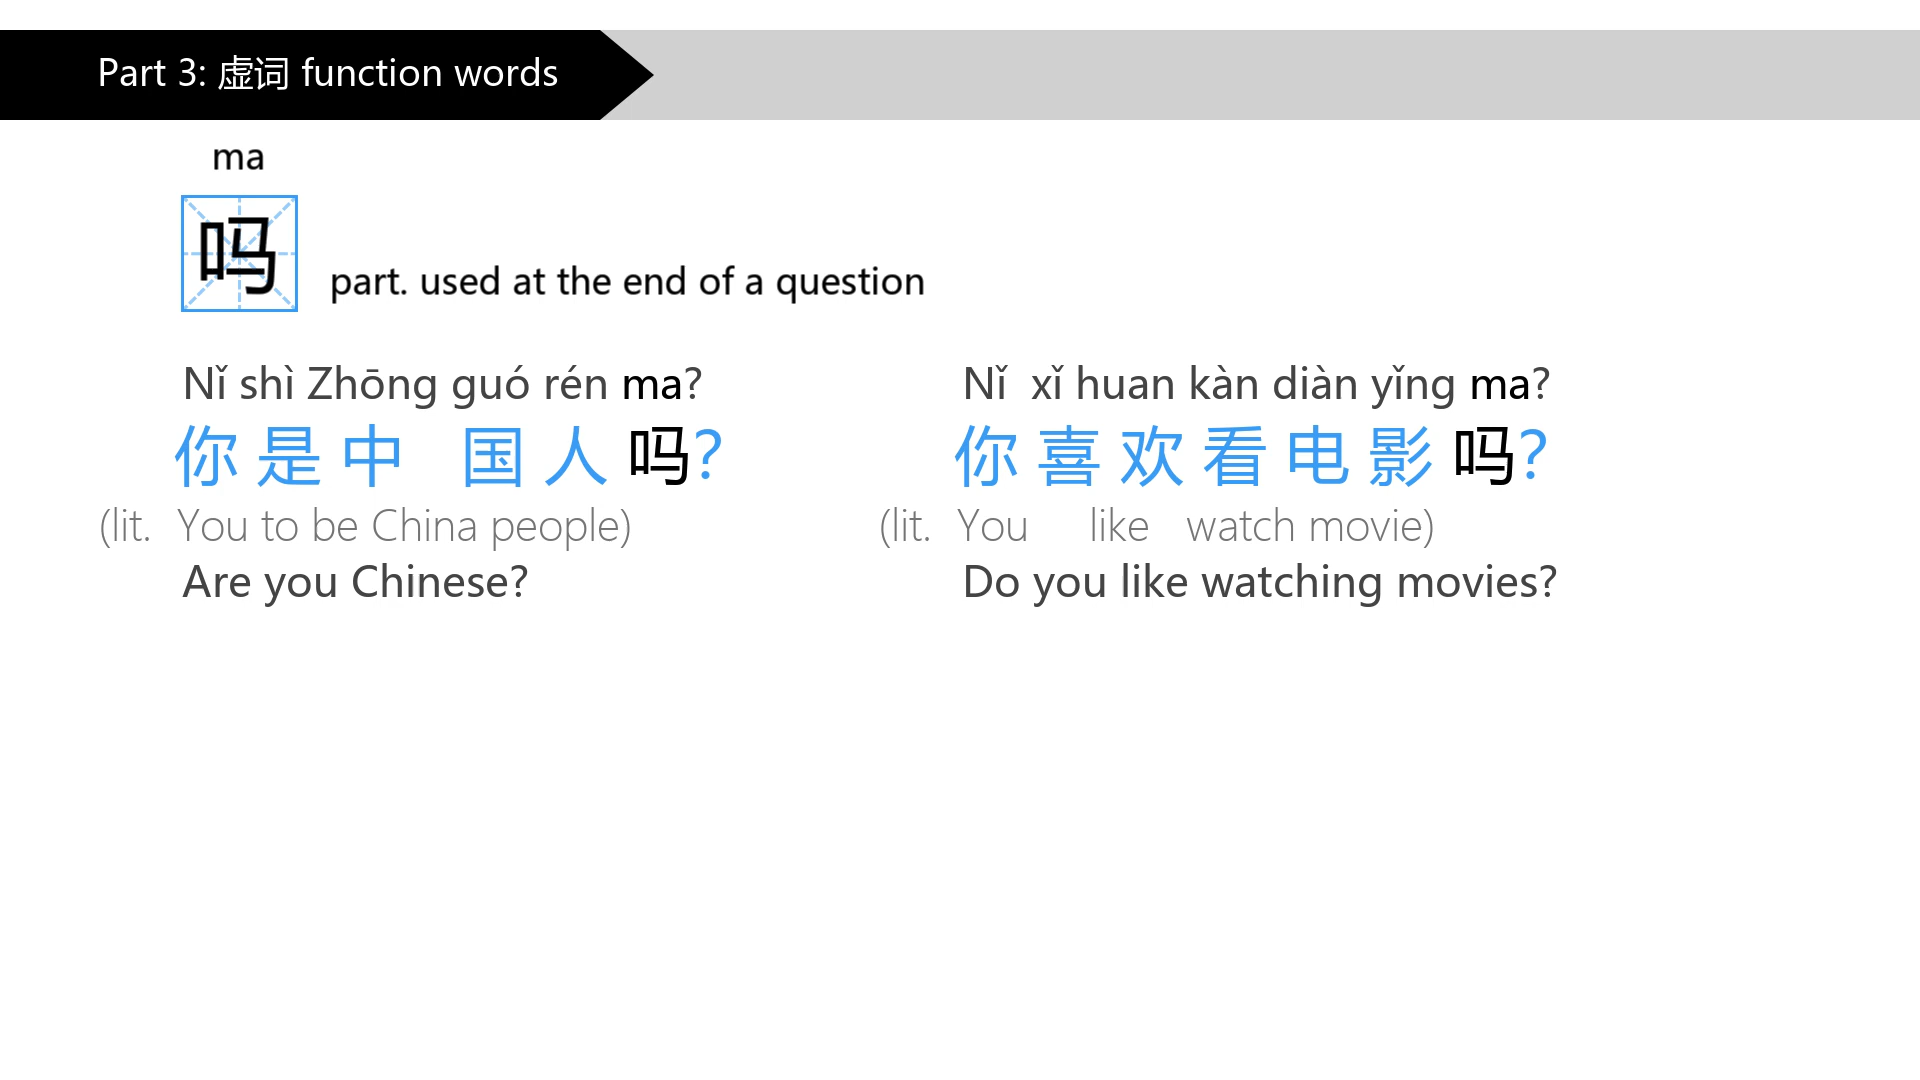 Part 3: 虚词 function words
ma
吗 part. used at the end of a question
Nǐ shì Zhōng guó rén ma?
你是中 国人吗?
(lit. You to be China people)
Are you Chinese?
Nǐ xǐ huan kàn diàn yǐng ma?
你喜欢看电影吗?
(lit. You like watch movie)
Do you like watching movies?